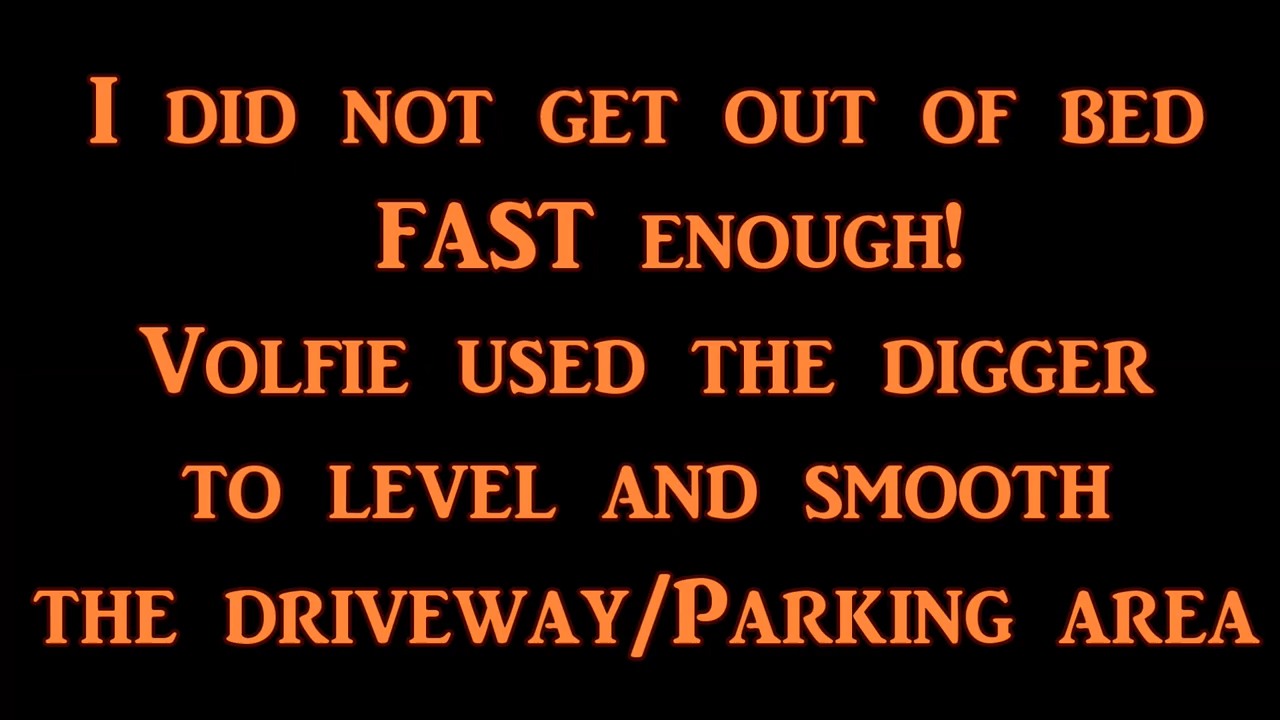 I did not get out of bed
FAST enough!
Volfie used the digger
to level and smooth
the driveway/Parking area